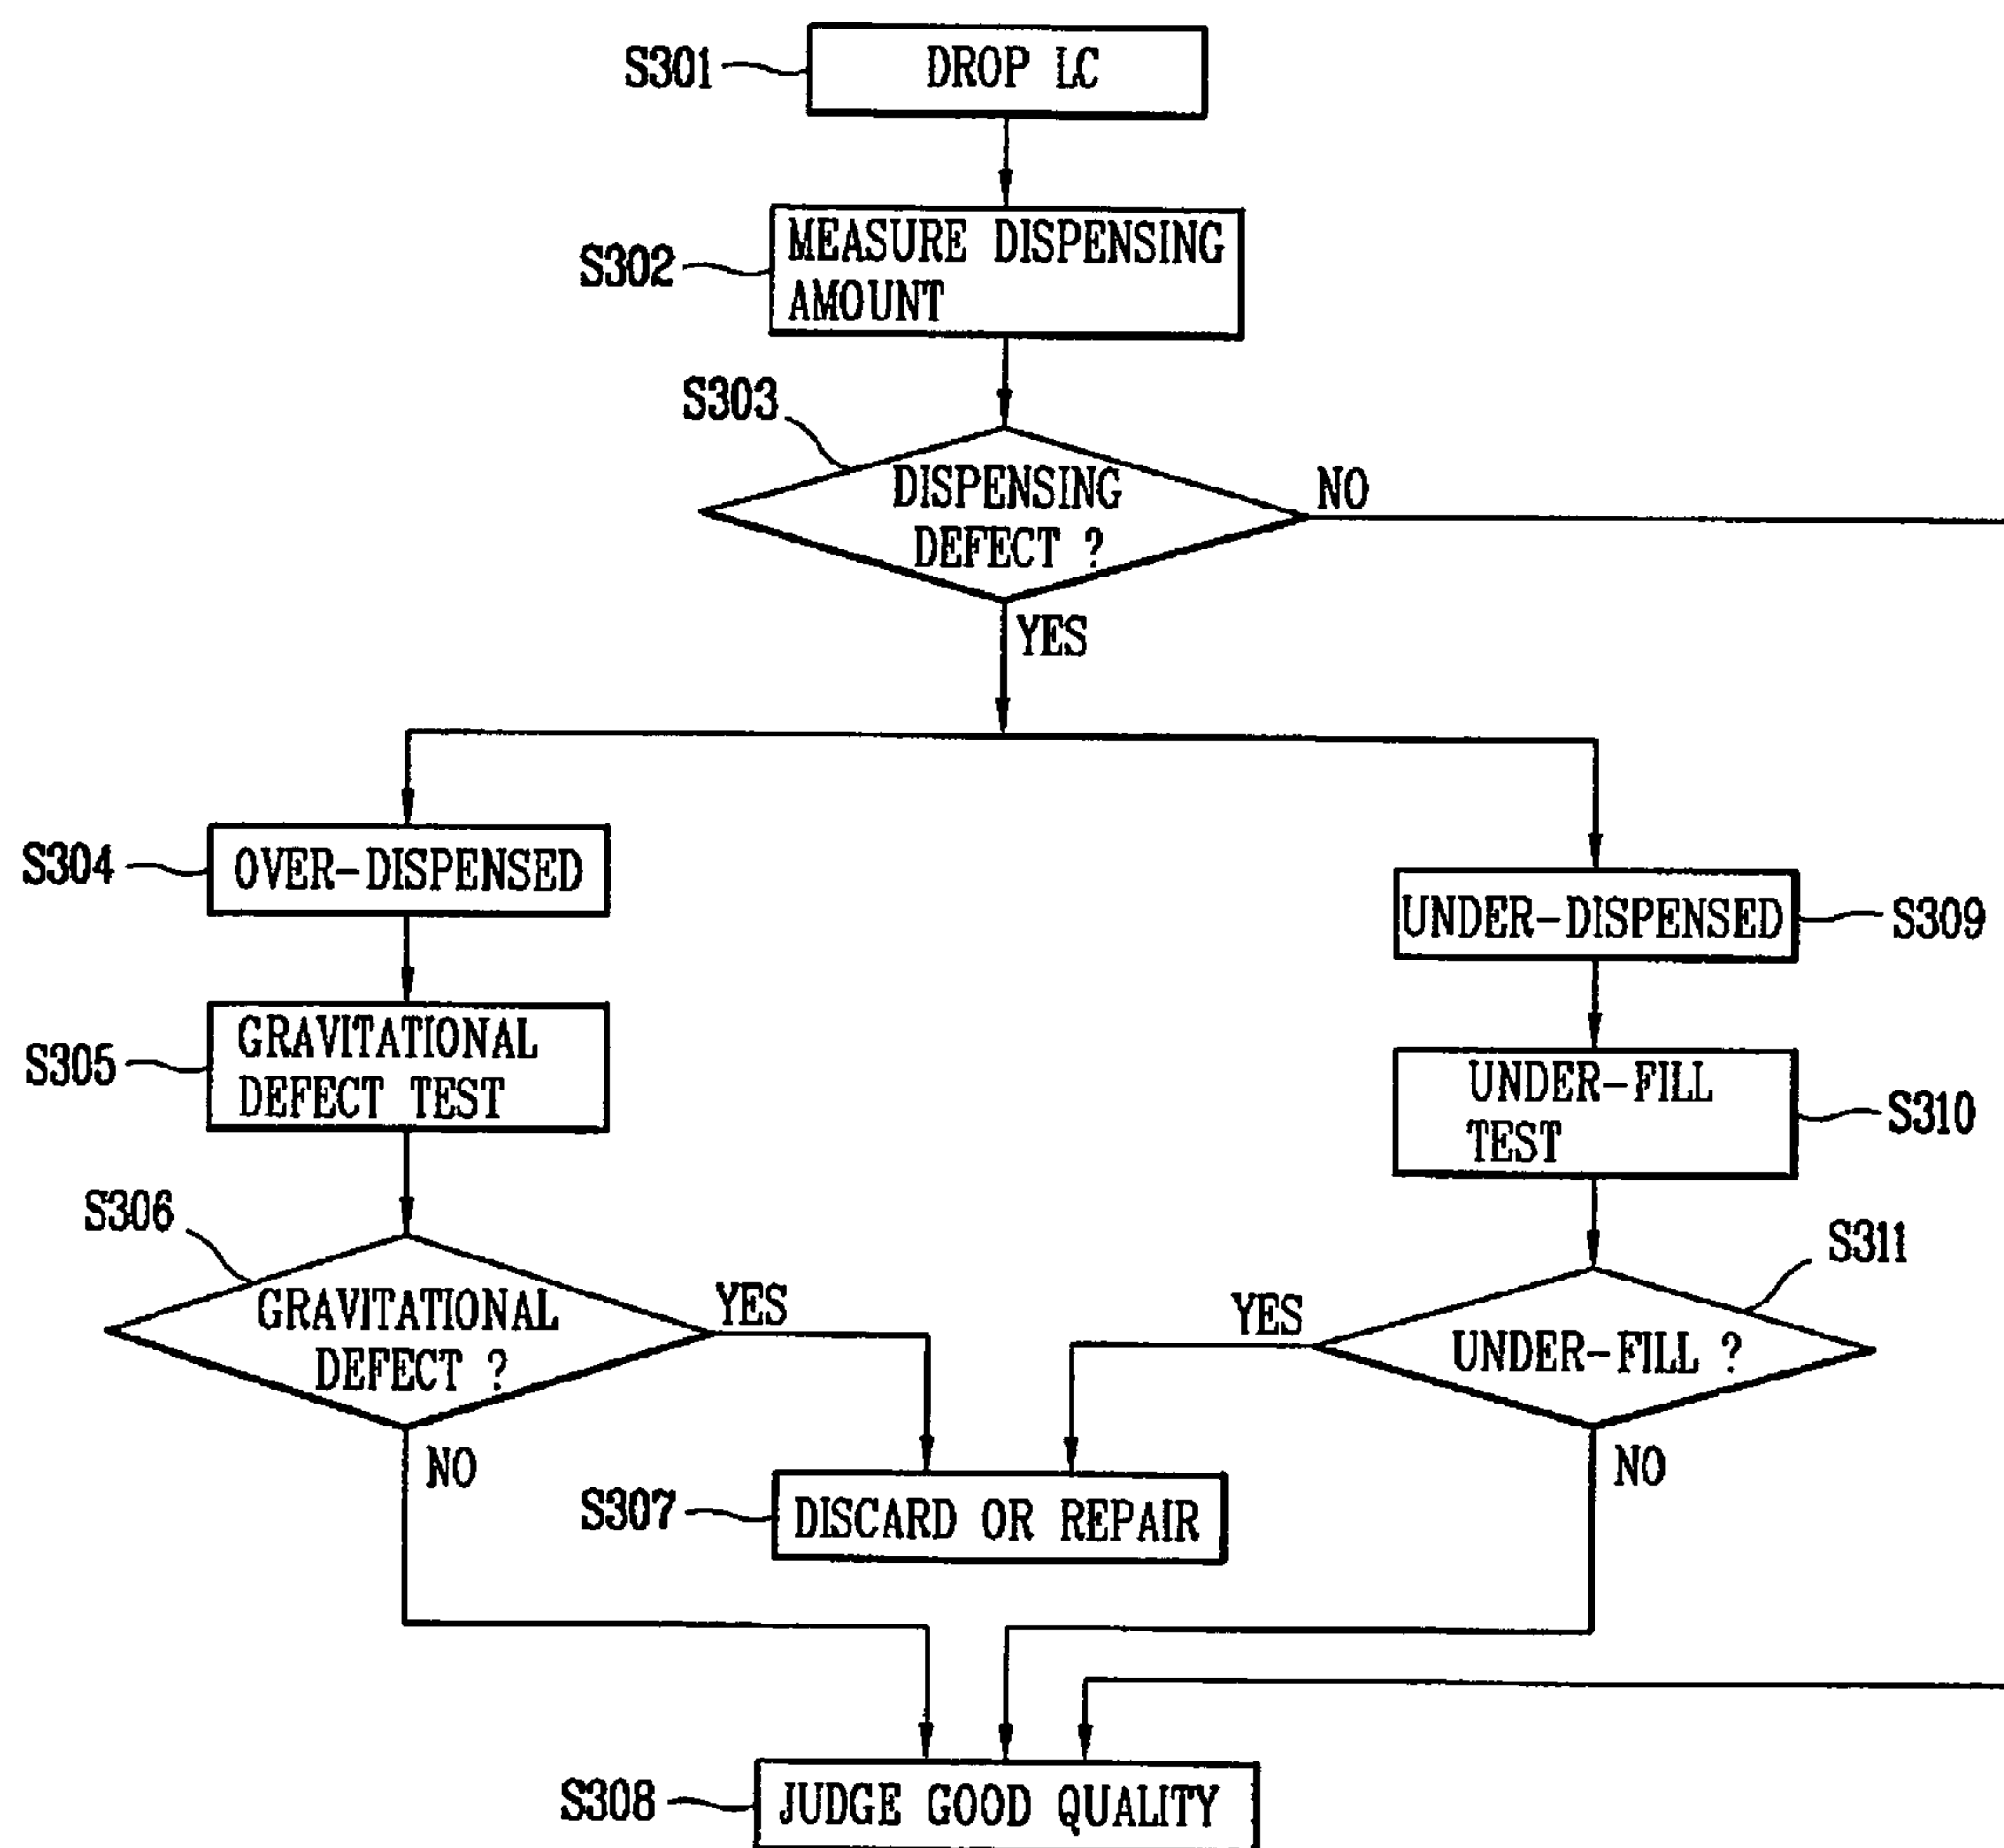 S301
DROP LC
S302
MEASURE DISPENSING
AMOUNT
S303
DISPENSING
DEFECT ?
NO
YES
S304
OVER-DISPENSED
UNDER-DISPENSED
S309
S305
GRAVITATIONAL
DEFECT TEST
UNDER-FILL
TEST
S310
S306
GRAVITATIONAL
DEFECT ?
YES
NO
S311
YES
UNDER-FILL ?
NO
S307
DISCARD OR REPAIR
S308
JUDGE GOOD QUALITY